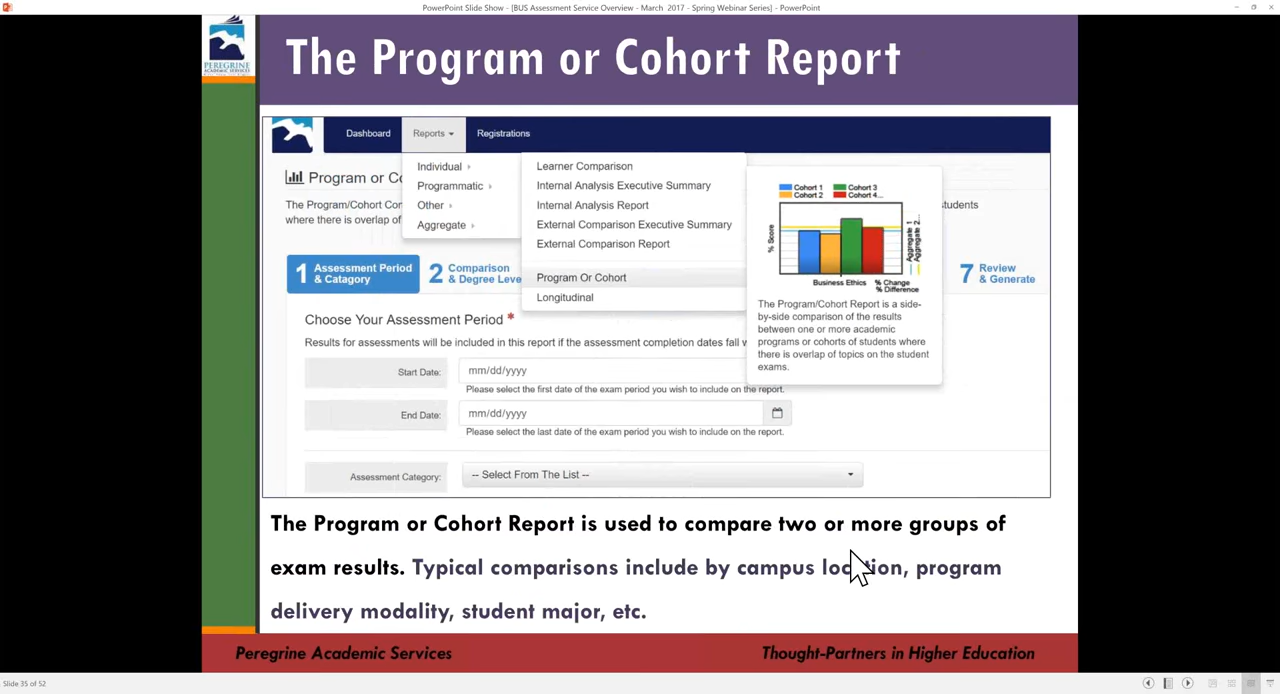 PowerPoint Slide Show - [BUS Assessment Service Overview - March 2017 - Spring Webinar Series] - PowerPoint
PEREGRINE
ACADEMIC SERVICES
The Program or Cohort Report
Dashboard
Reports
Registrations
Individual
Programmatic
Other
Aggregate
Learner Comparison
Internal Analysis Executive Summary
Internal Analysis Report
External Comparison Executive Summary
External Comparison Report
Program Or Cohort
Longitudinal
Cohort 1
Cohort 3
Cohort 2
Cohort 4...
% Score
Aggregate 1
Aggregate 2...
Business Ethics
% Change
% Difference
The Program/Cohort Report is a side-
by-side comparison of the results
between one or more academic
programs or cohorts of students where
there is overlap of topics on the student
exams.
Program or Co
The Program/Cohort Com
students
where there is overlap of
1 Assessment Period
& Catagory
2 Comparison
& Degree Leve
7 Review
& Generate
Choose Your Assessment Period *
Results for assessments will be included in this report if the assessment completion dates fall w
Start Date:
mm/dd/yyyy
Please select the first date of the exam period you wish to include on the report.
End Date:
mm/dd/yyyy
Please select the last date of the exam period you wish to include on the report.
Assessment Category:
-- Select From The List --
The Program or Cohort Report is used to compare two or more groups of
exam results. Typical comparisons include by campus location, program
delivery modality, student major, etc.
Peregrine Academic Services
Thought-Partners in Higher Education
Slide 35 of 52